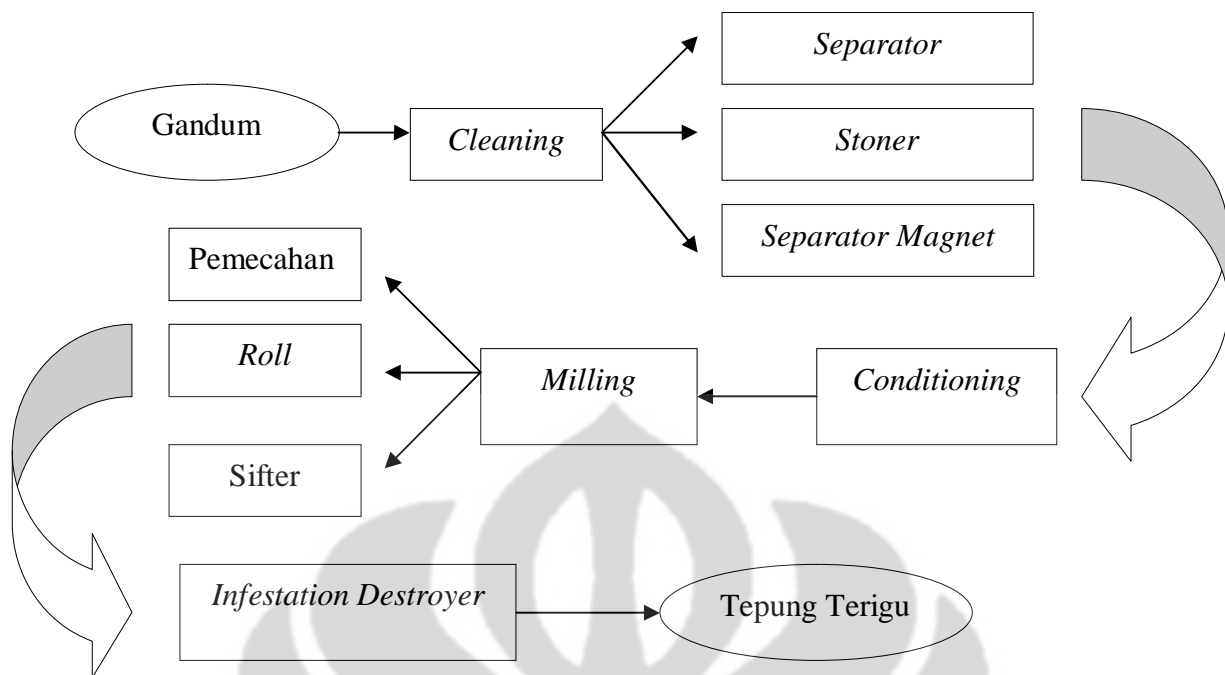 Separator
Gandum
Cleaning
Stoner
Separator Magnet
Pemecahan
Roll
Milling
Conditioning
Sifter
Infestation Destroyer
Tepung Terigu